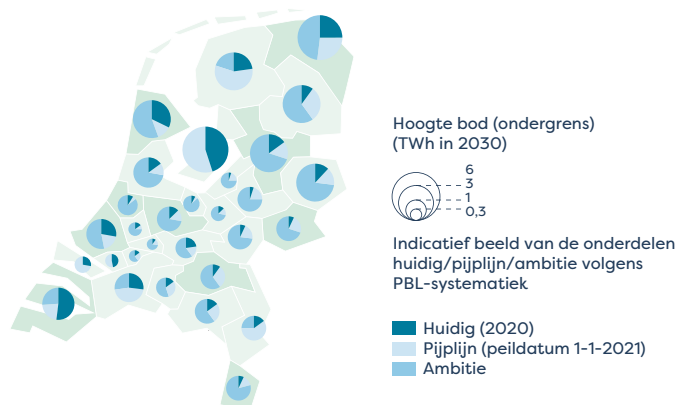 Hoogte bod (ondergrens)
(TWh in 2030)
6
3
1
0,3
Indicatief beeld van de onderdelen
huidig/pijplijn/ambitie volgens
PBL-systematiek
Huidig (2020)
Pijplijn (peildatum 1-1-2021)
Ambitie